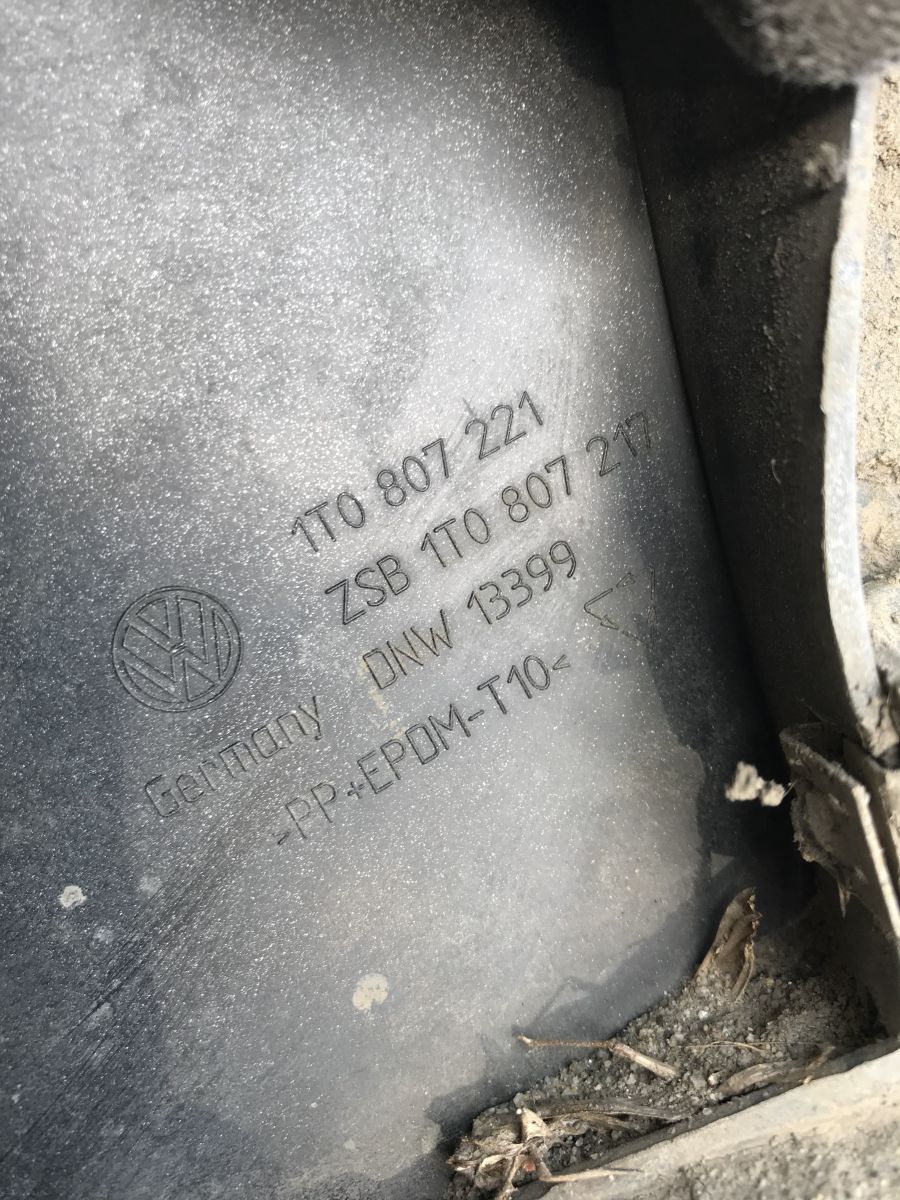 1T0 807 221
ZSB 1T0 807 217
DNW 13399
Germany
>PP+EPDM-T10<